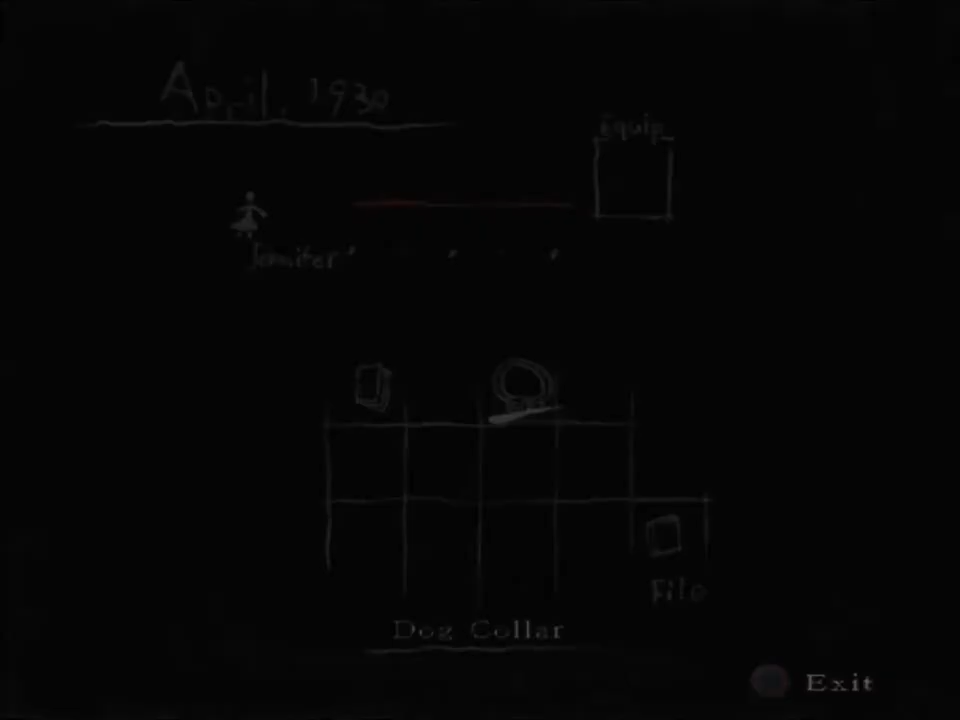 April, 1930
Equip
Jennifer
File
Dog Collar
Exit